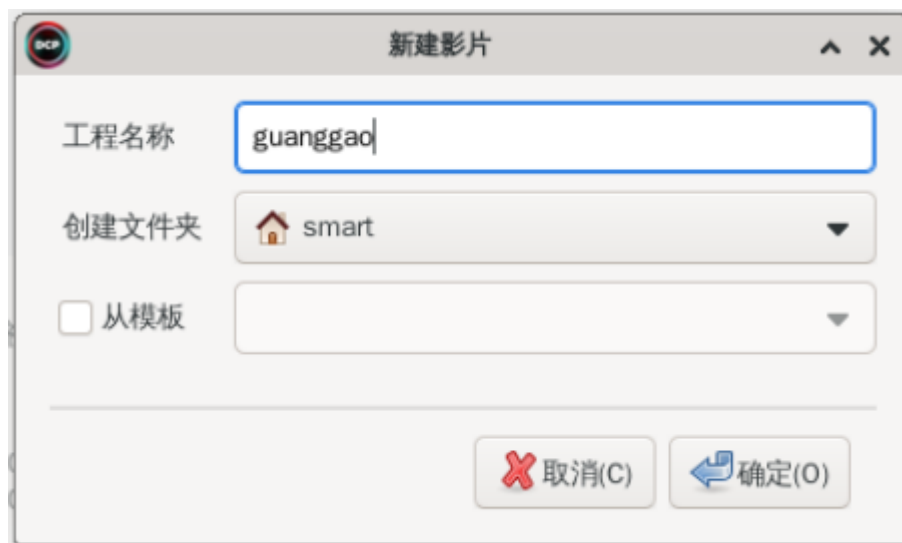 DCP
新建影片
工程名称
guanggao
创建文件夹
smart
从模板
取消(C)
确定(O)